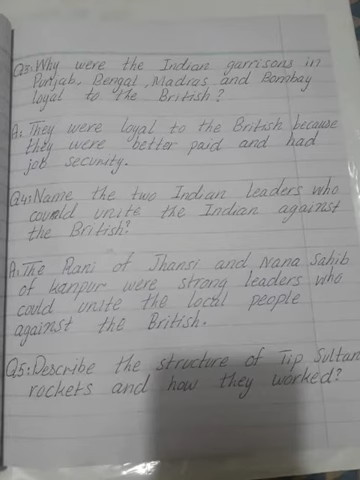 Q3:Why were the Indian garrisons in
Punjab, Bengal, Madras and Bombay
loyal to the British?
A: They were loyal to the British because
they were better paid and had
job security.
Q4:Name the two Indian leaders who
could unite the Indian against
the British?
A:The Rani of Jhansi and Nana Sahib
of Kanpur were strong leaders who
could unite the local people
against the British.
Q5:Describe the structure of Tip Sultan
rockets and how they worked?